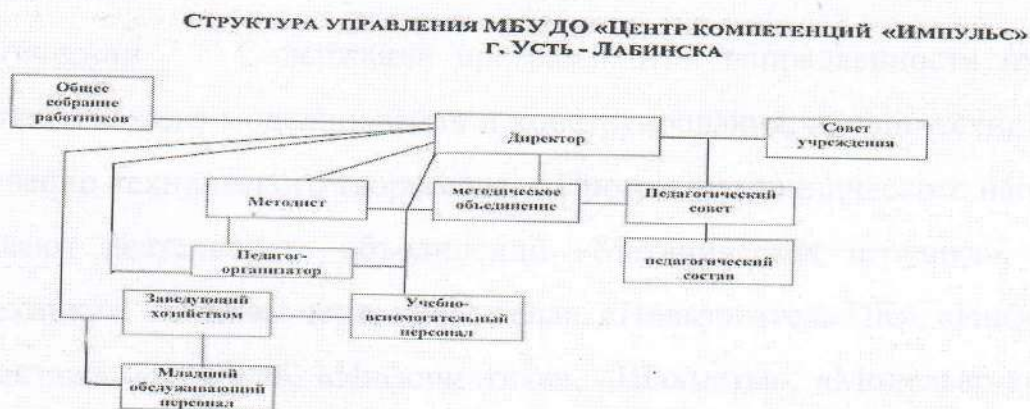 СТРУКТУРА УПРАВЛЕНИЯ МБУ ДО «ЦЕНТР КОМПЕТЕНЦИЙ «ИМПУЛЬС»
Г. УСТЬ - ЛАБИНСКА
Общее
собрание
работников
Директор
Совет
учреждения
Методист
методическое
объединение
Педагогический
совет
Педагог-
организатор
педагогический
состав
Заведующий
хозяйством
Учебно-
вспомогательный
персонал
Младший
обслуживающий
персонал